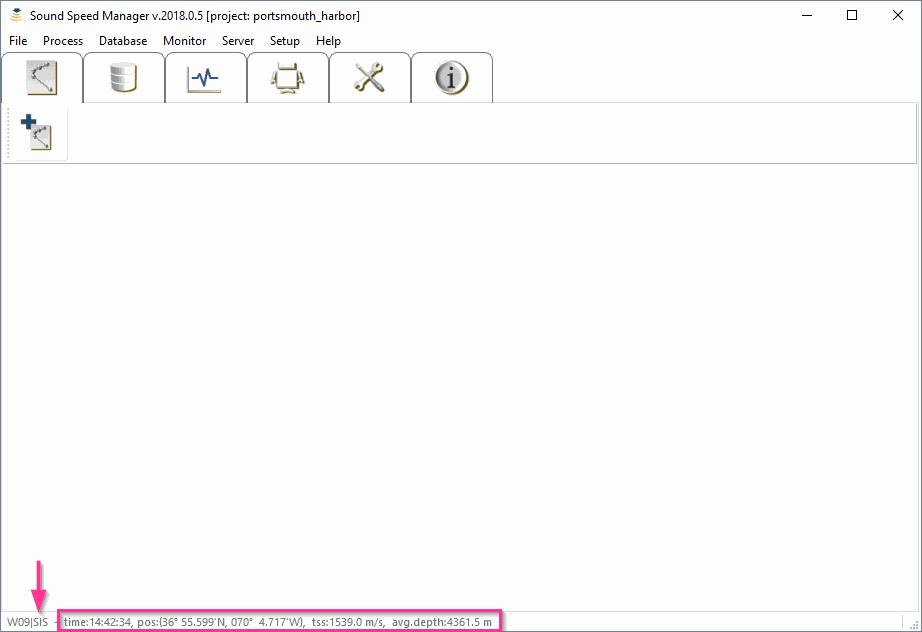 Sound Speed Manager v.2018.0.5 [project: portsmouth_harbor]
File Process Database Monitor Server Setup Help
W09|SIS - time:14:42:34, pos:(36° 55.599'N, 070° 4.717'W), tss:1539.0 m/s, avg.depth:4361.5 m